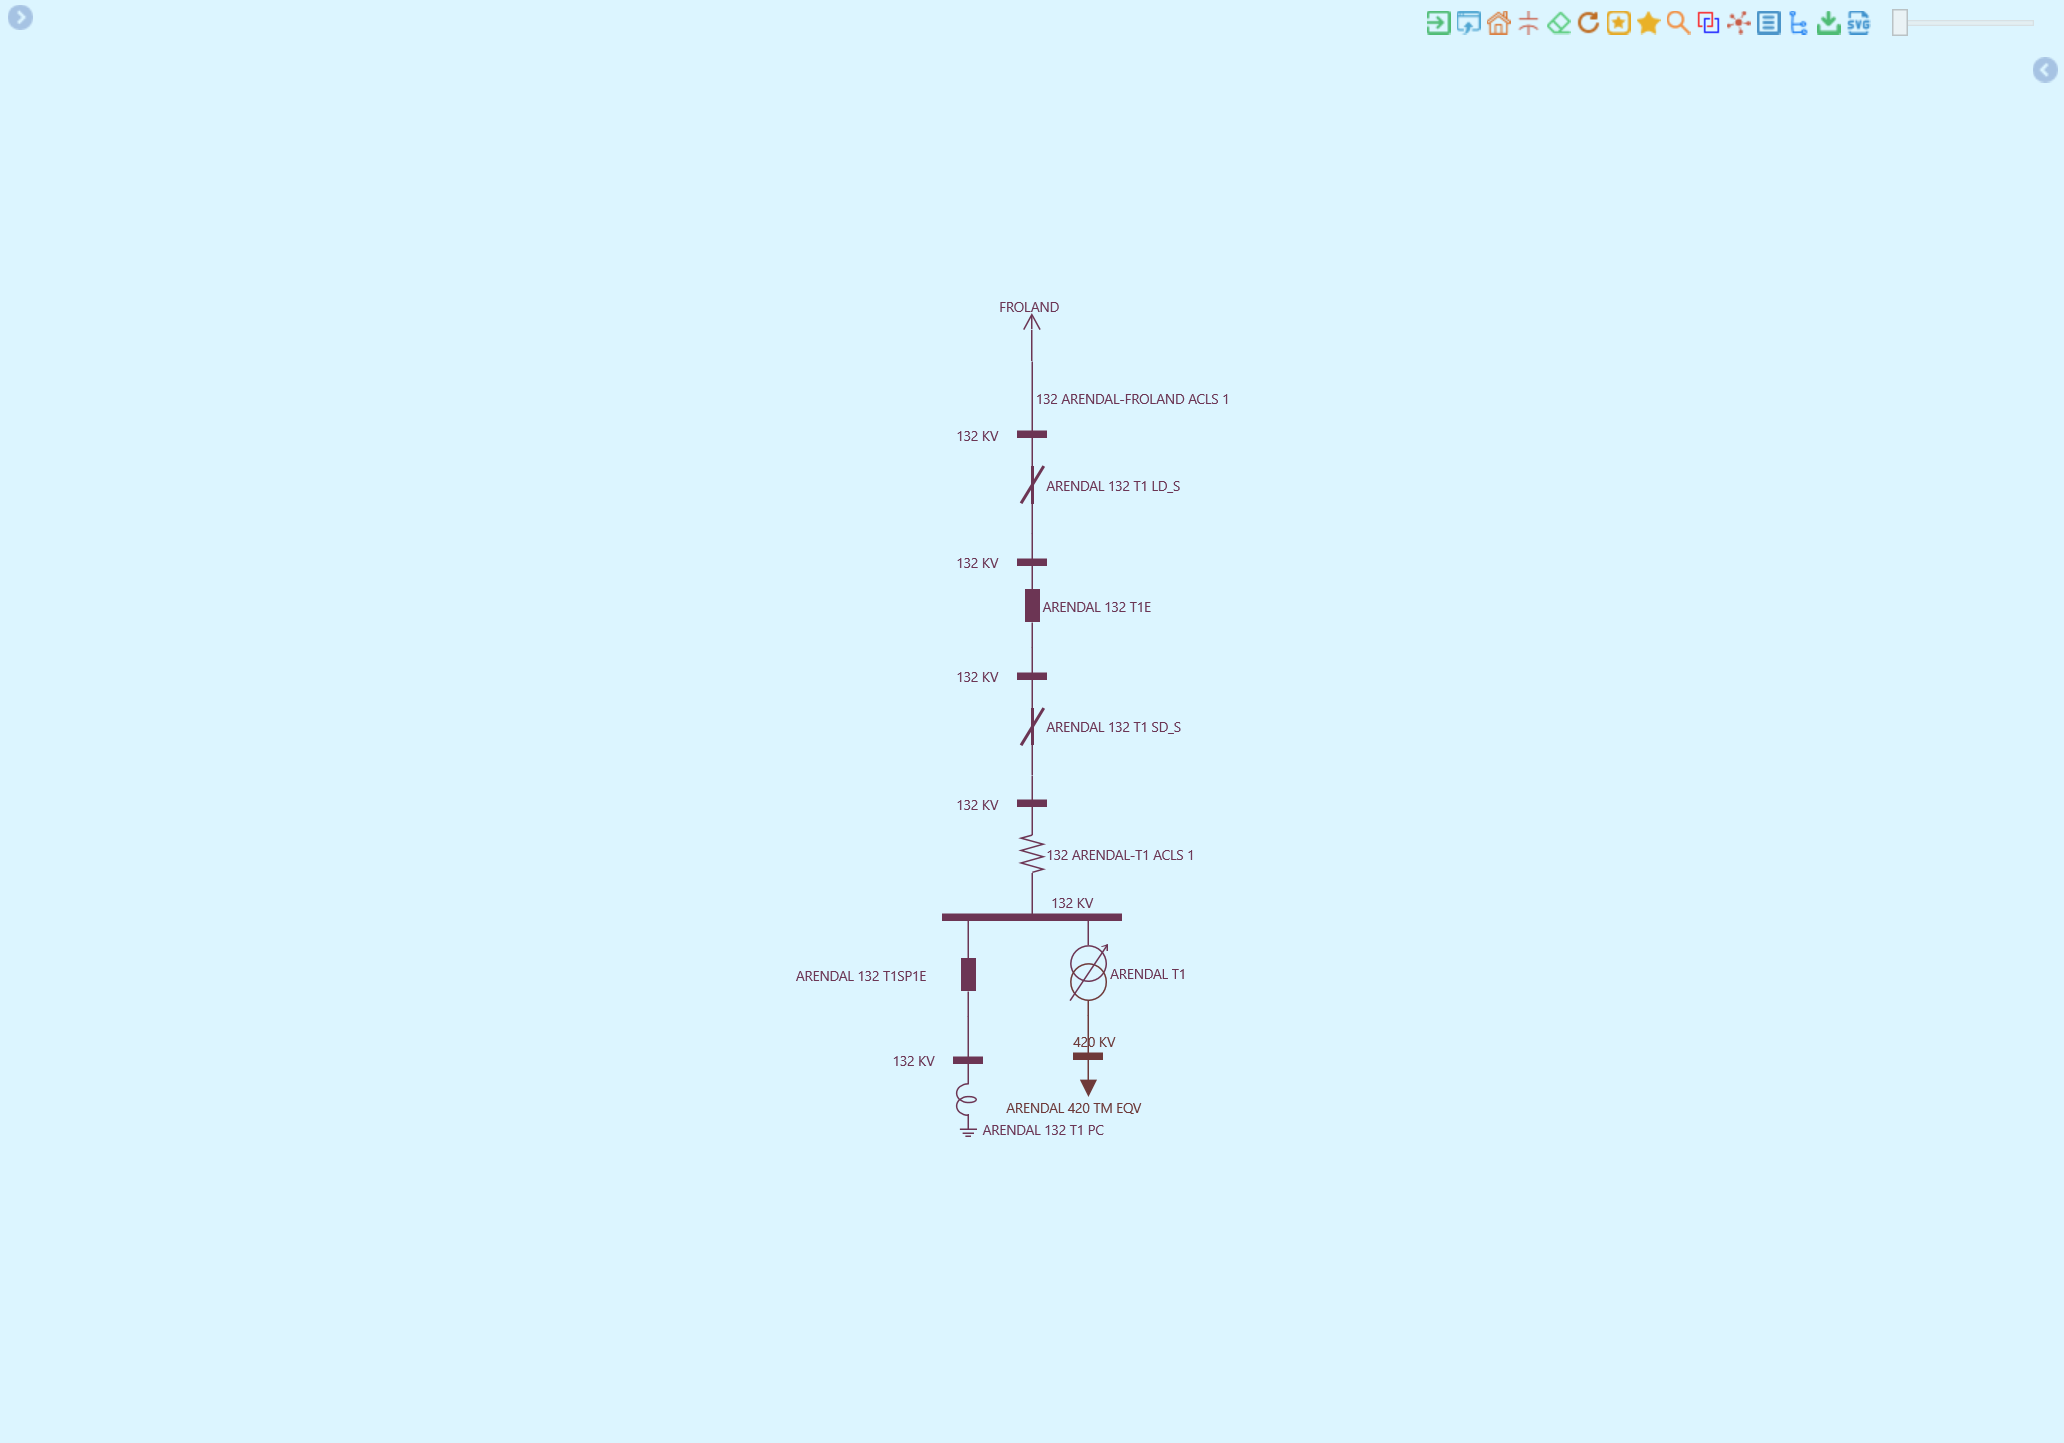 SVG
FROLAND
132 ARENDAL-FROLAND ACLS 1
132 KV
ARENDAL 132 T1 LD_S
132 KV
ARENDAL 132 T1E
132 KV
ARENDAL 132 T1 SD_S
132 KV
132 ARENDAL-T1 ACLS 1
132 KV
ARENDAL 132 T1SP1E
ARENDAL T1
420 KV
132 KV
ARENDAL 420 TM EQV
ARENDAL 132 T1 PC